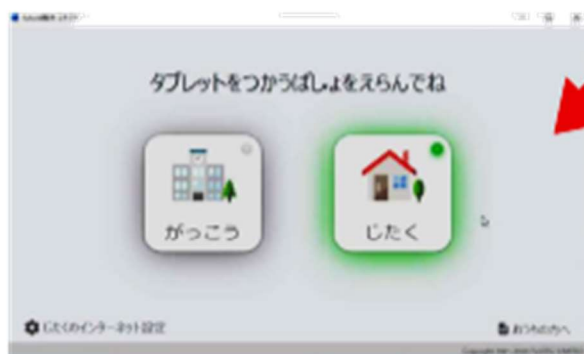 タブレットをつかうばしょをえらんでね
がっこう
じたく
じたくのインターネット設定
おうちの方へ